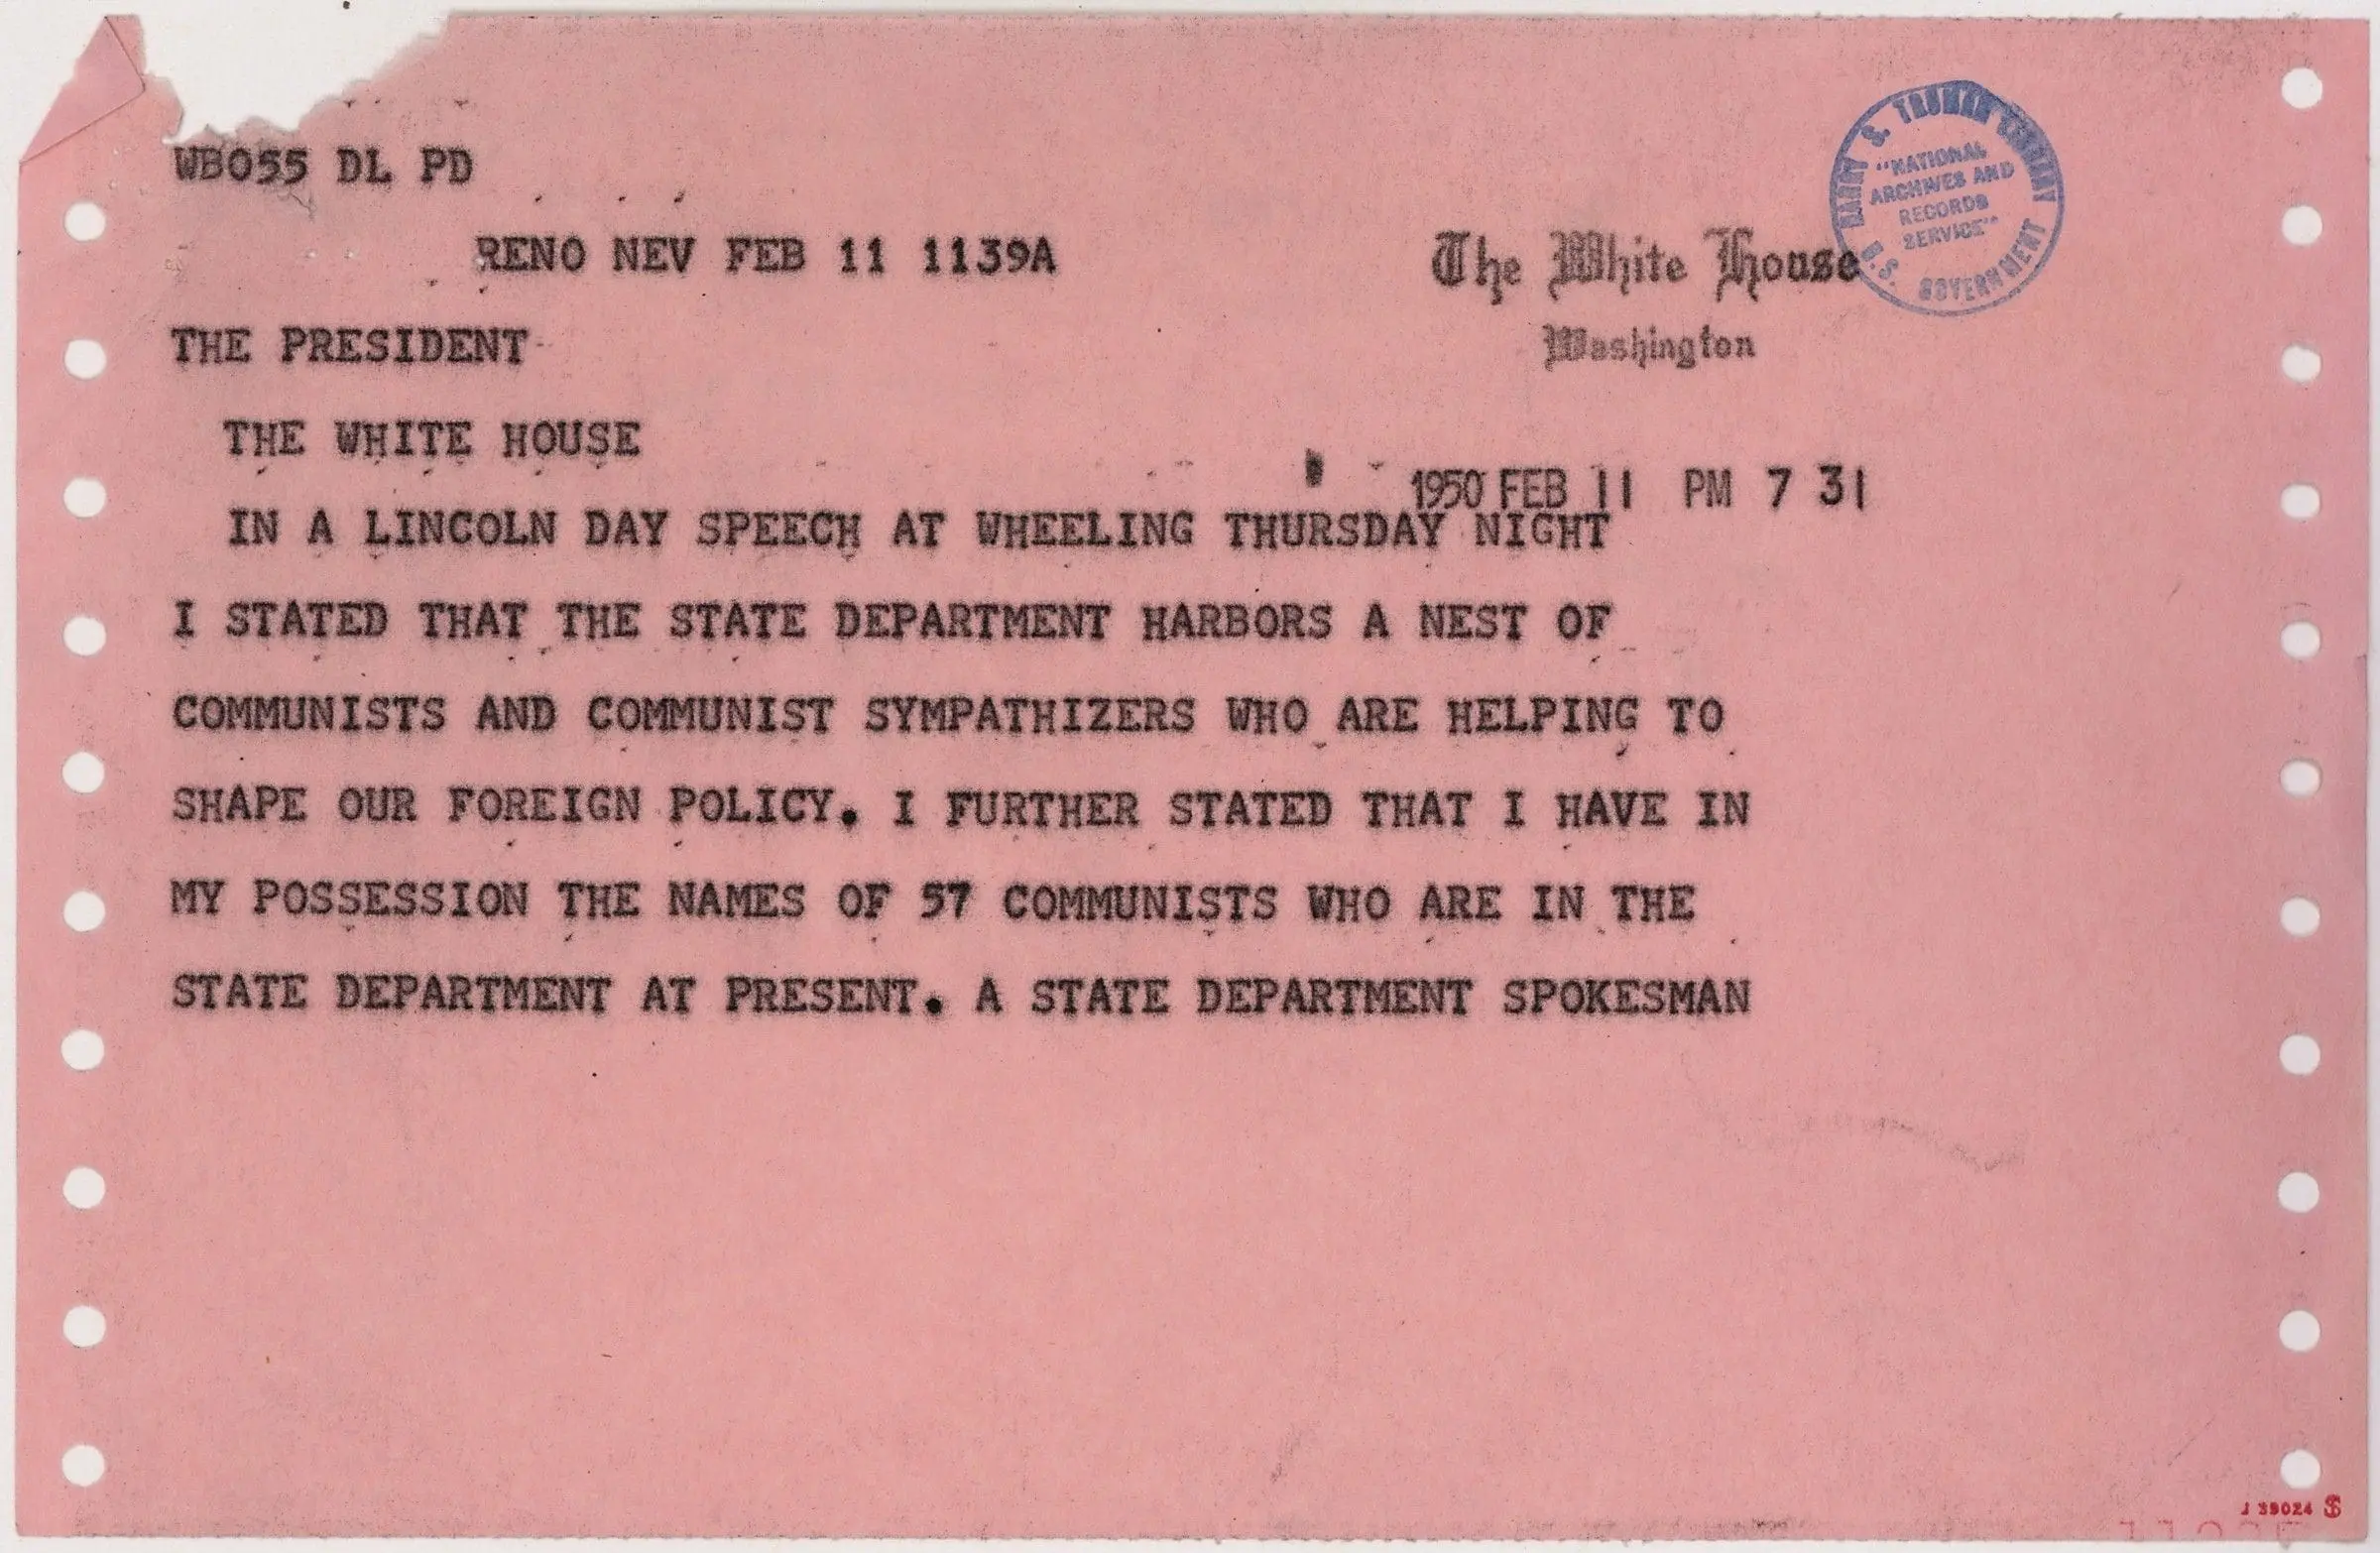 WB055 DL PD
RENO NEV FEB 11 1139A
The White House
Washington
HARRY S. TRUMAN LIBRARY
"NATIONAL
ARCHIVES AND
RECORDS
SERVICE"
U.S. GOVERNMENT
THE PRESIDENT
THE WHITE HOUSE
1950 FEB 11 PM 7 31
IN A LINCOLN DAY SPEECH AT WHEELING THURSDAY NIGHT
I STATED THAT THE STATE DEPARTMENT HARBORS A NEST OF
COMMUNISTS AND COMMUNIST SYMPATHIZERS WHO ARE HELPING TO
SHAPE OUR FOREIGN POLICY. I FURTHER STATED THAT I HAVE IN
MY POSSESSION THE NAMES OF 57 COMMUNISTS WHO ARE IN THE
STATE DEPARTMENT AT PRESENT. A STATE DEPARTMENT SPOKESMAN
J 39024 $